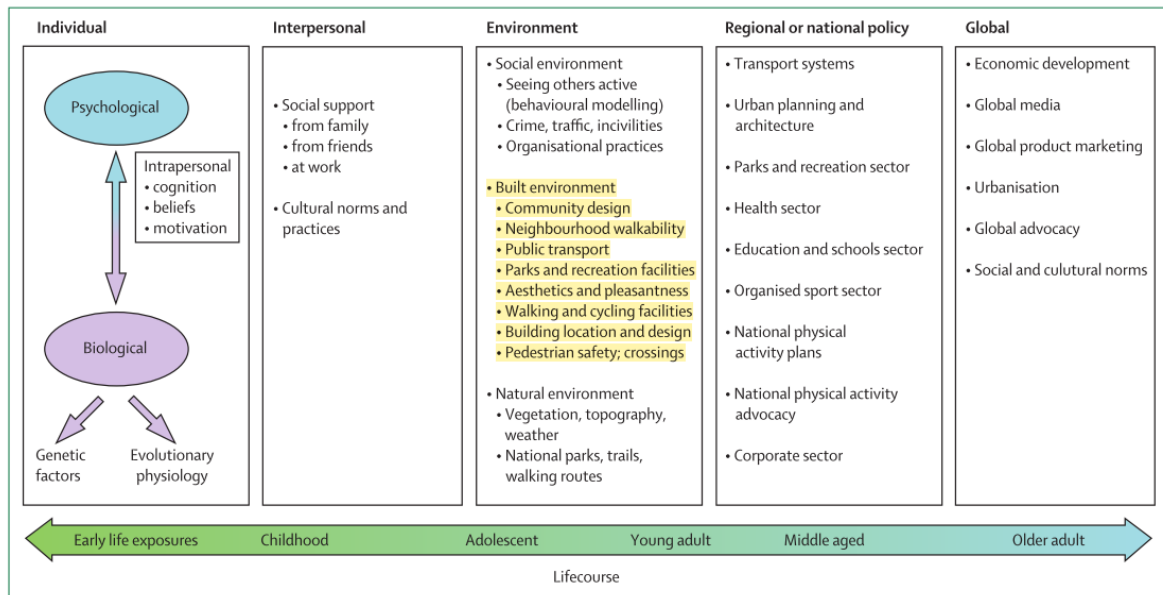 Individual
Psychological
Intrapersonal
• cognition
• beliefs
• motivation
Biological
Genetic
factors
Evolutionary
physiology
Interpersonal
• Social support
• from family
• from friends
• at work
• Cultural norms and
practices
Environment
• Social environment
• Seeing others active
(behavioural modelling)
• Crime, traffic, incivilities
• Organisational practices
• Built environment
• Community design
• Neighbourhood walkability
• Public transport
• Parks and recreation facilities
• Aesthetics and pleasantness
• Walking and cycling facilities
• Building location and design
• Pedestrian safety; crossings
• Natural environment
• Vegetation, topography,
weather
• National parks, trails,
walking routes
Regional or national policy
• Transport systems
• Urban planning and
architecture
• Parks and recreation sector
• Health sector
• Education and schools sector
• Organised sport sector
• National physical
activity plans
• National physical activity
advocacy
• Corporate sector
Global
• Economic development
• Global media
• Global product marketing
• Urbanisation
• Global advocacy
• Social and culutural norms
Early life exposures
Childhood
Adolescent
Young adult
Middle aged
Older adult
Lifecourse